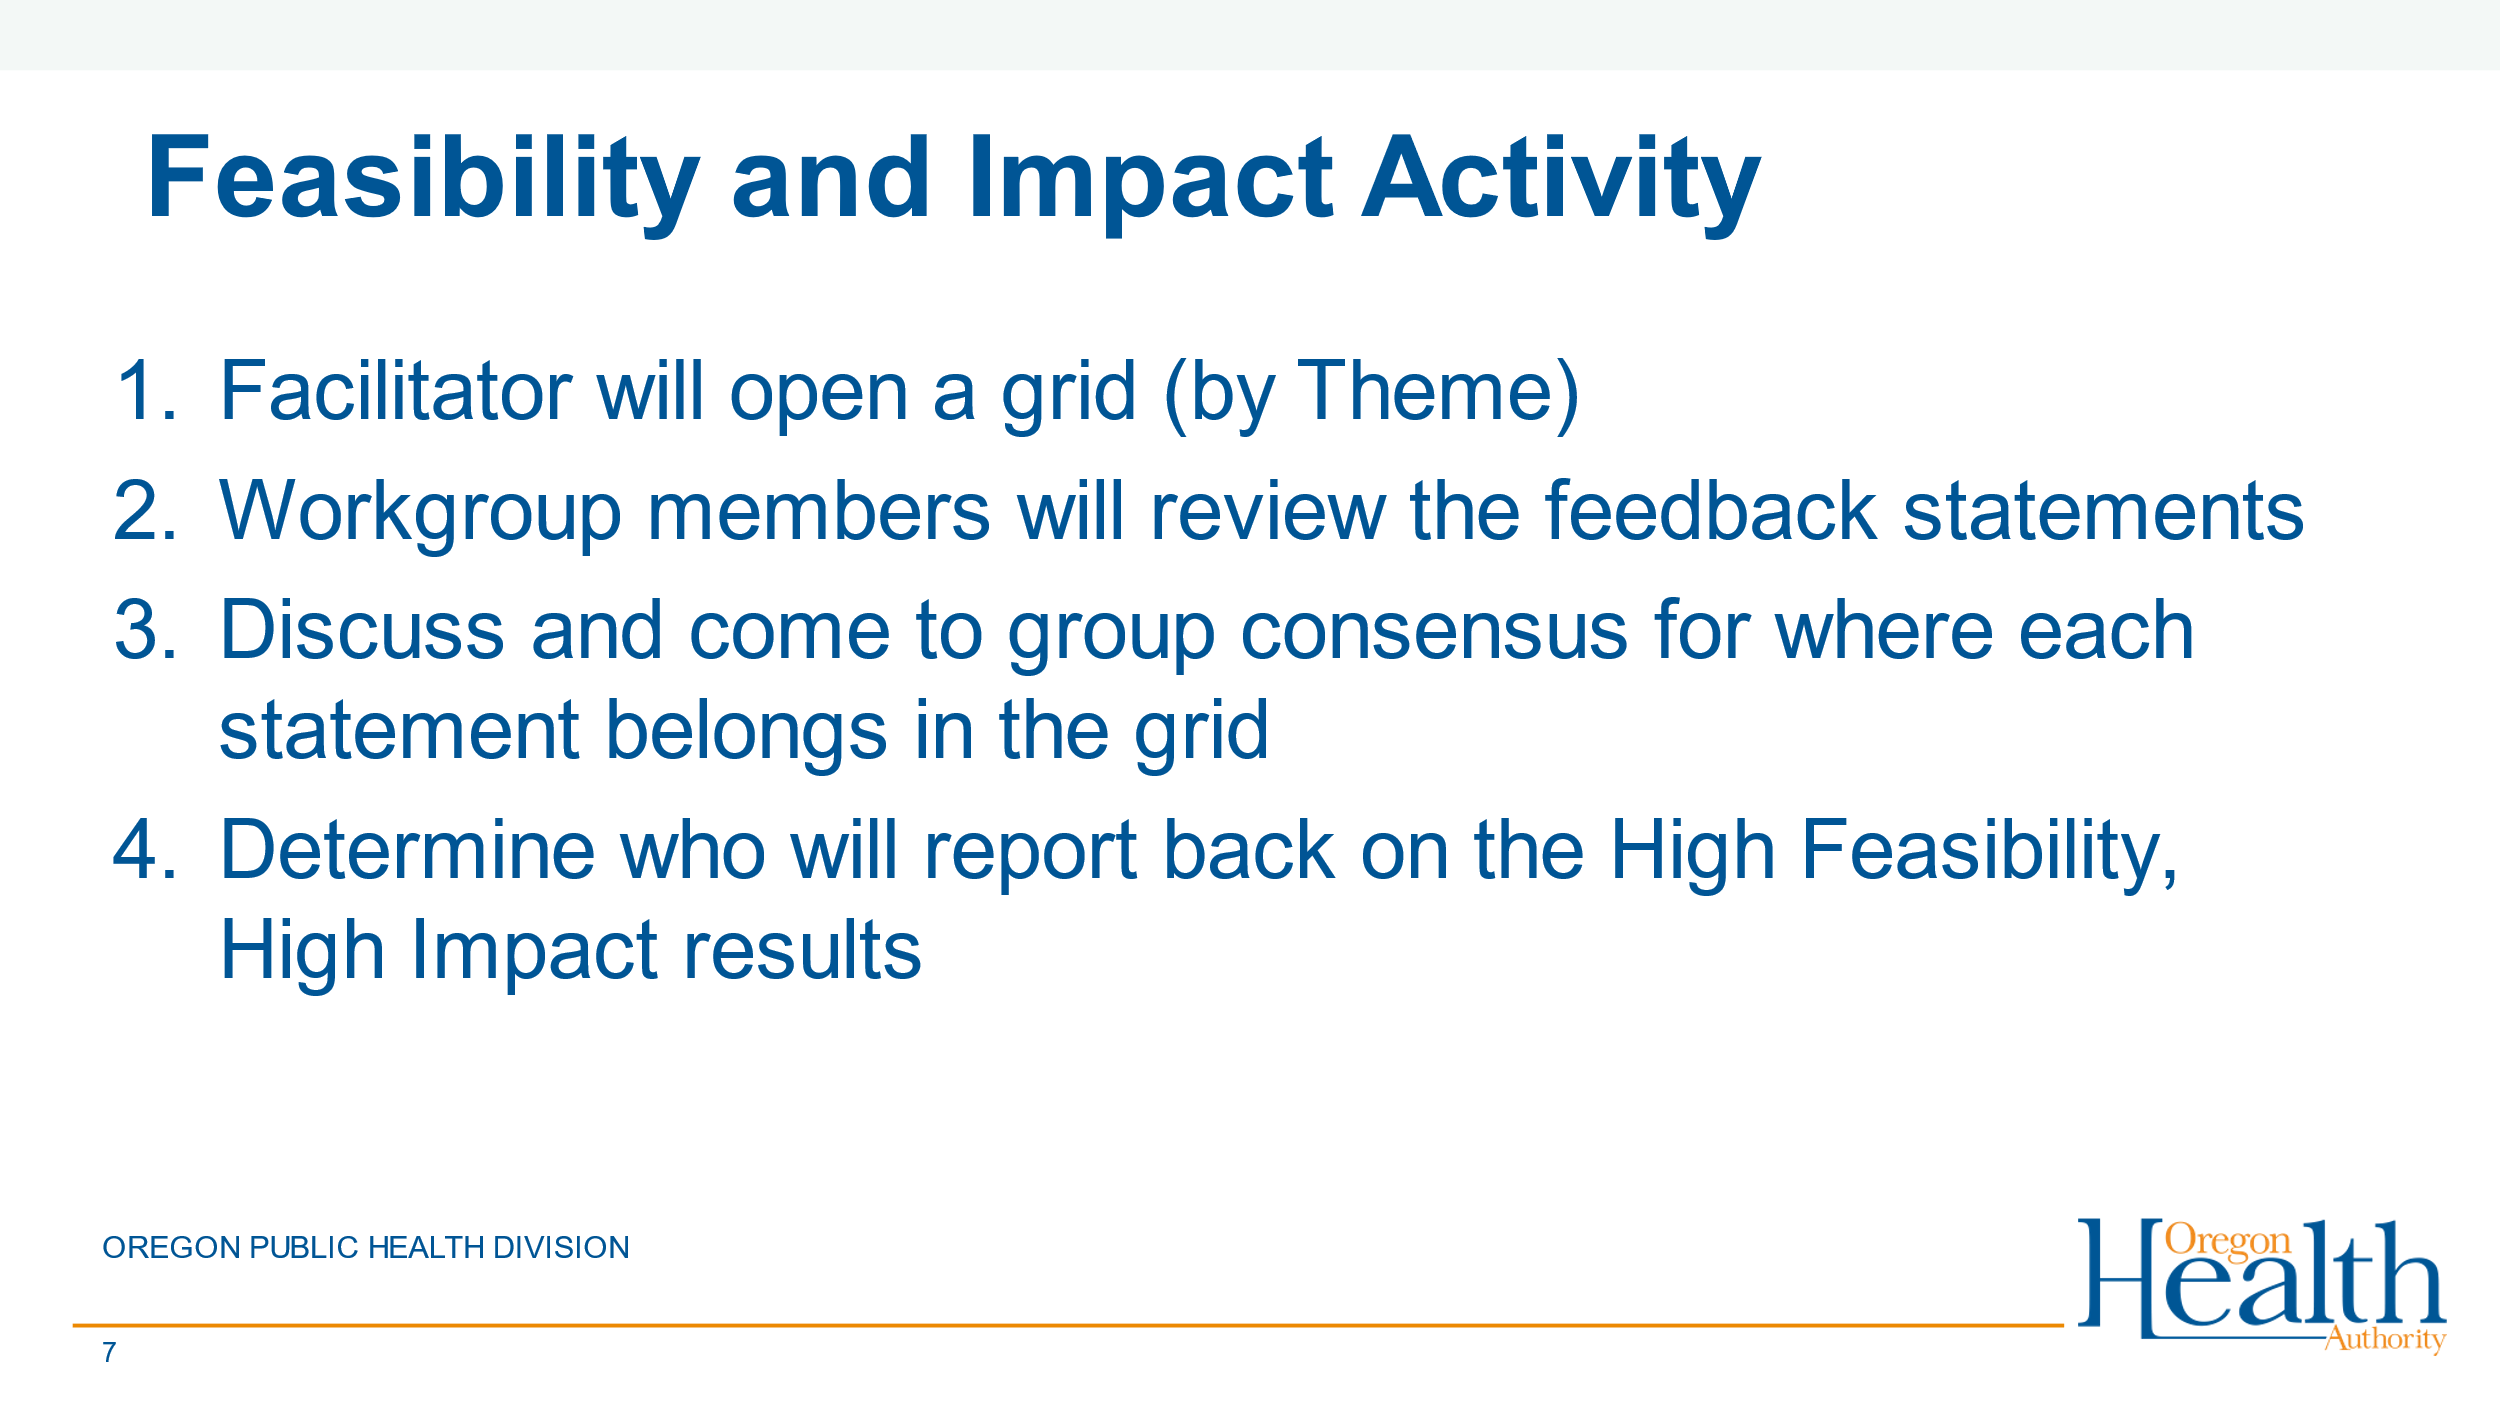 Feasibility and Impact Activity
1. Facilitator will open a grid (by Theme)
2. Workgroup members will review the feedback statements
3. Discuss and come to group consensus for where each
statement belongs in the grid
4. Determine who will report back on the High Feasibility,
High Impact results
OREGON PUBLIC HEALTH DIVISION
Oregon
Health
Authority
7